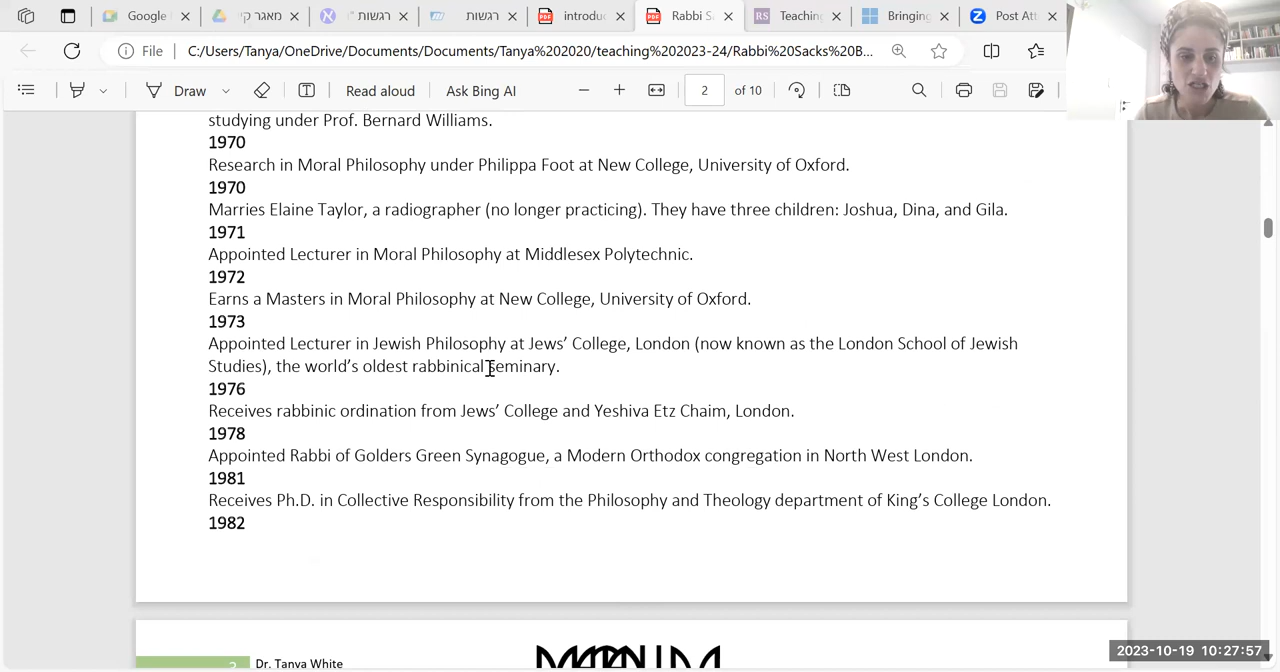 Google
מאגר קי
רגשות
רגשות
introduc
Rabbi S
Teaching
Bringing
Post Att
File
C:/Users/Tanya/OneDrive/Documents/Documents/Tanya%202020/teaching%202023-24/Rabbi%20Sacks%20B...
Draw
Read aloud
Ask Bing AI
2
of 10
studying under Prof. Bernard Williams.
1970
Research in Moral Philosophy under Philippa Foot at New College, University of Oxford.
1970
Marries Elaine Taylor, a radiographer (no longer practicing). They have three children: Joshua, Dina, and Gila.
1971
Appointed Lecturer in Moral Philosophy at Middlesex Polytechnic.
1972
Earns a Masters in Moral Philosophy at New College, University of Oxford.
1973
Appointed Lecturer in Jewish Philosophy at Jews’ College, London (now known as the London School of Jewish
Studies), the world’s oldest rabbinical seminary.
1976
Receives rabbinic ordination from Jews’ College and Yeshiva Etz Chaim, London.
1978
Appointed Rabbi of Golders Green Synagogue, a Modern Orthodox congregation in North West London.
1981
Receives Ph.D. in Collective Responsibility from the Philosophy and Theology department of King’s College London.
1982
2
Dr. Tanya White
2023-10-19 10:27:57